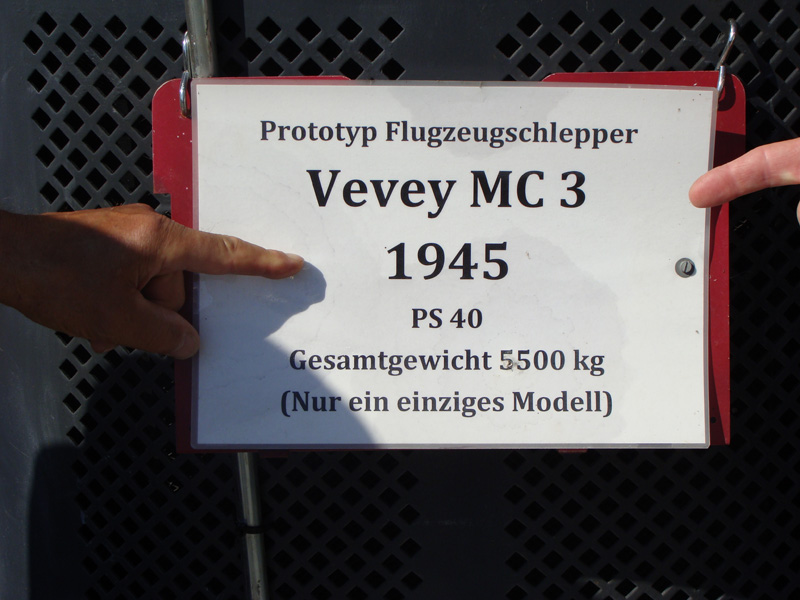 Prototyp Flugzeugschlepper
Vevey MC 3
1945
PS 40
Gesamtgewicht 5500 kg
(Nur ein einziges Modell)